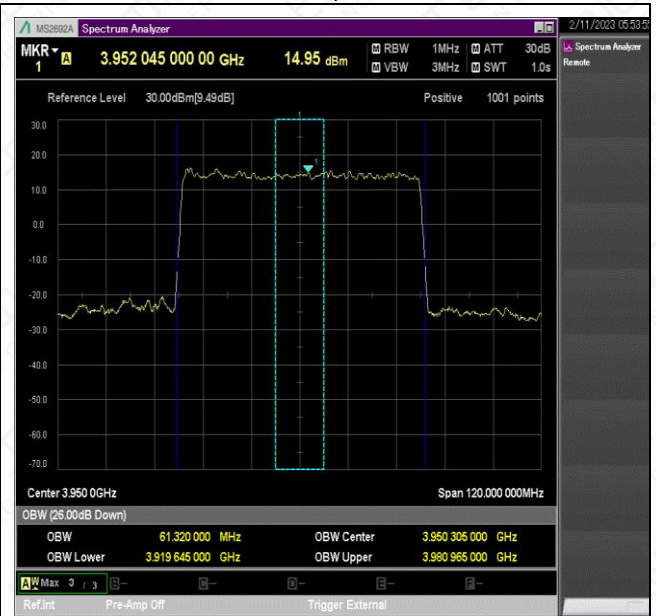 MS2692A Spectrum Analyzer
2/11/2023 05:53:5
MKR 1 A 3.952 045 000 00 GHz 14.95 dBm M RBW 1MHz M ATT 30dB
M VBW 3MHz M SWT 1.0s
Spectrum Analyzer
Remote
Reference Level 30.00dBm[9.49dB] Positive 1001 points
1
30.0
20.0
1
10.0
0.0
-10.0
-20.0
-30.0
-40.0
-50.0
-60.0
-70.0
Center 3.950 0GHz Span 120.000 000MHz
OBW (26.00dB Down)
OBW 61.320 000 MHz OBW Center 3.950 305 000 GHz
OBW Lower 3.919 645 000 GHz OBW Upper 3.980 965 000 GHz
A W Max 3 / 3 B- C- D- E- F-
Ref.Int Pre-Amp Off Trigger External